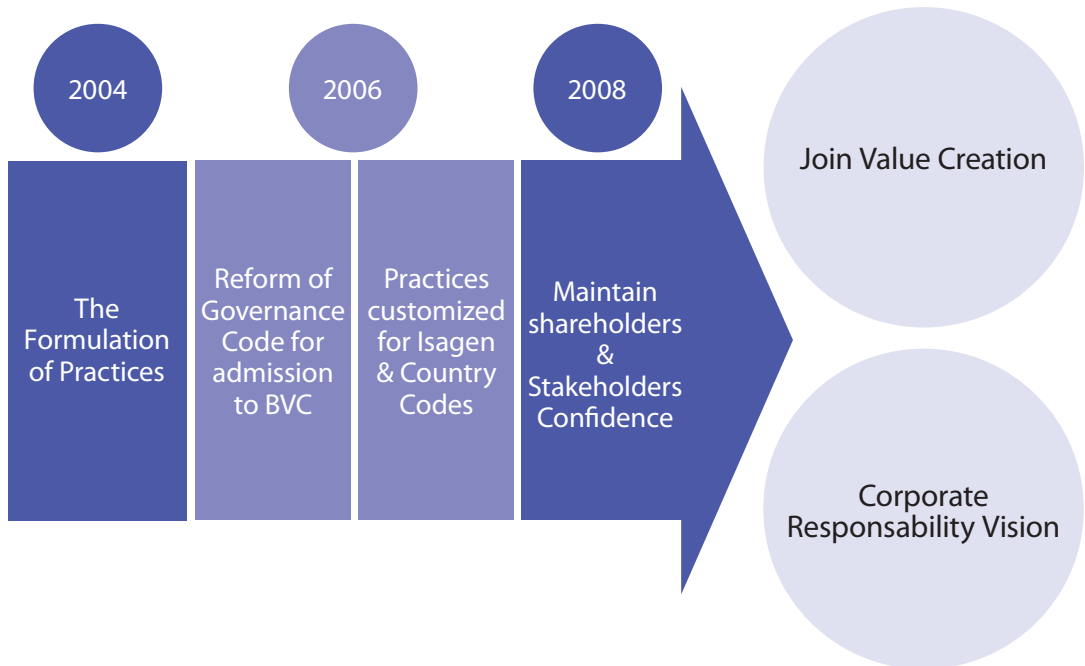 2004
2006
2008
The
Formulation
of Practices
Reform of
Governance
Code for
admission
to BVC
Practices
customized
for Isagen
& Country
Codes
Maintain
shareholders
&
Stakeholders
Confidence
Join Value Creation
Corporate
Responsability Vision